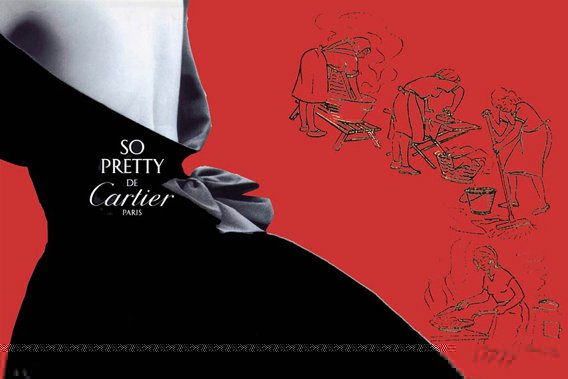 SO
PRETTY
DE
Cartier
PARIS